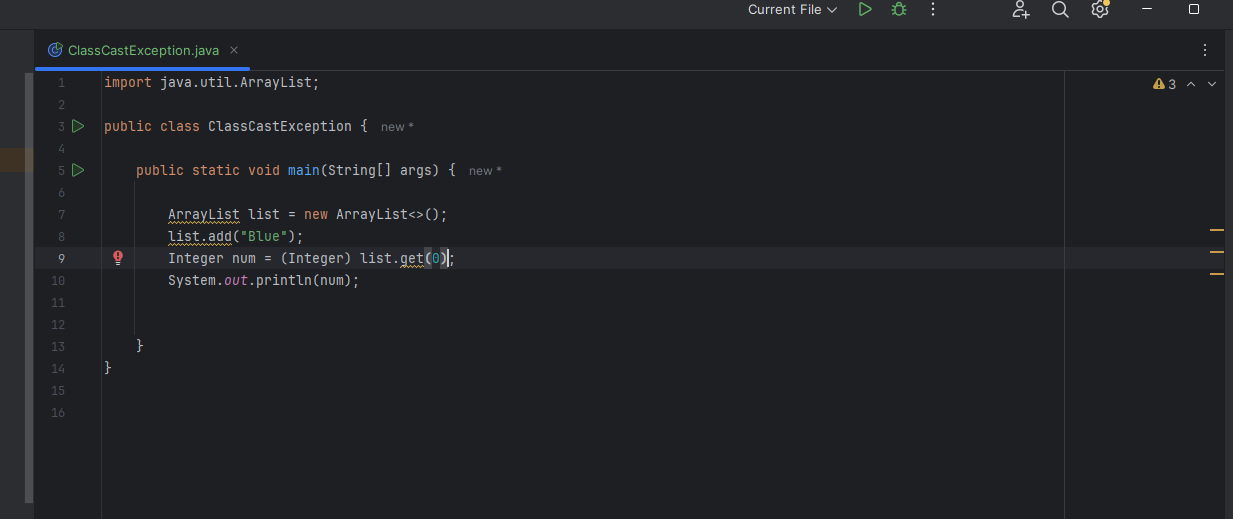 Current File
ClassCastException.java
3
1 import java.util.ArrayList;
2
3 public class ClassCastException { new *
4
5 public static void main(String[] args) { new *
6
7 ArrayList list = new ArrayList<>();
8 list.add("Blue");
9 Integer num = (Integer) list.get(0);
10 System.out.println(num);
11
12
13 }
14 }
15
16